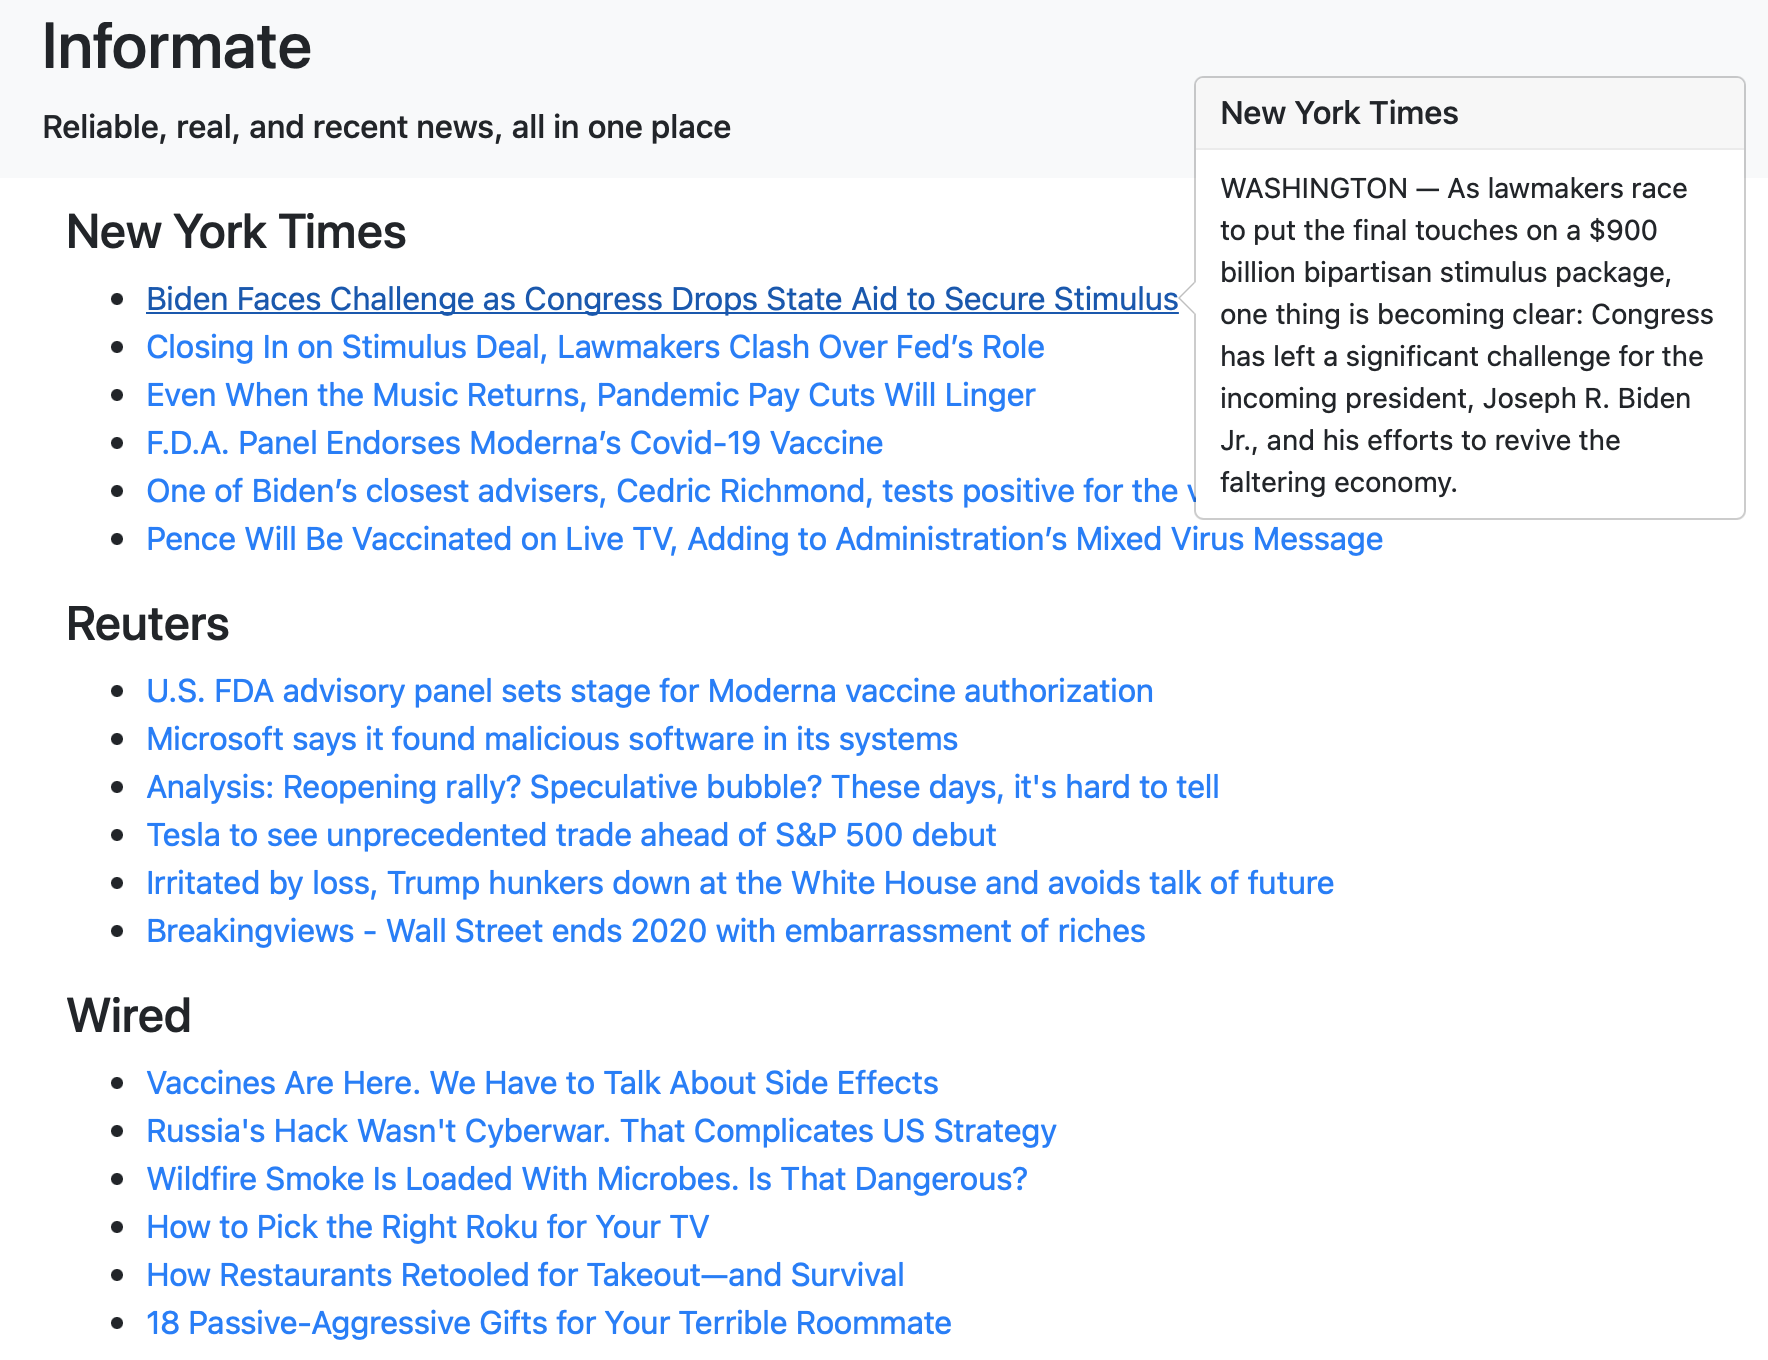 Informate
Reliable, real, and recent news, all in one place
New York Times
Biden Faces Challenge as Congress Drops State Aid to Secure Stimulus
Closing In on Stimulus Deal, Lawmakers Clash Over Fed’s Role
Even When the Music Returns, Pandemic Pay Cuts Will Linger
F.D.A. Panel Endorses Moderna’s Covid-19 Vaccine
One of Biden’s closest advisers, Cedric Richmond, tests positive for the
Pence Will Be Vaccinated on Live TV, Adding to Administration’s Mixed Virus Message
New York Times
WASHINGTON — As lawmakers race
to put the final touches on a $900
billion bipartisan stimulus package,
one thing is becoming clear: Congress
has left a significant challenge for the
incoming president, Joseph R. Biden
Jr., and his efforts to revive the
faltering economy.
Reuters
U.S. FDA advisory panel sets stage for Moderna vaccine authorization
Microsoft says it found malicious software in its systems
Analysis: Reopening rally? Speculative bubble? These days, it's hard to tell
Tesla to see unprecedented trade ahead of S&P 500 debut
Irritated by loss, Trump hunkers down at the White House and avoids talk of future
Breakingviews - Wall Street ends 2020 with embarrassment of riches
Wired
Vaccines Are Here. We Have to Talk About Side Effects
Russia's Hack Wasn't Cyberwar. That Complicates US Strategy
Wildfire Smoke Is Loaded With Microbes. Is That Dangerous?
How to Pick the Right Roku for Your TV
How Restaurants Retooled for Takeout—and Survival
18 Passive-Aggressive Gifts for Your Terrible Roommate